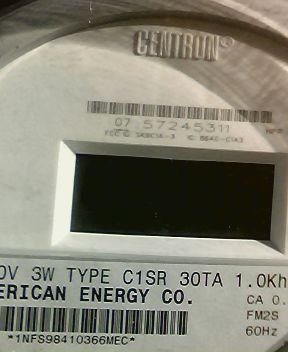 CENTRON®
07 57245311
0V 3W TYPE C1SR 30TA 1.0Kh
ERICAN ENERGY CO.
CA 0.
FM2S
60Hz
*1NFS98410366MEC*